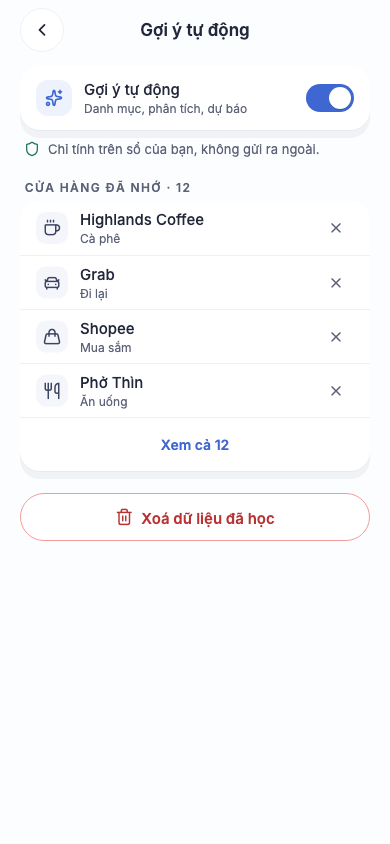 Gợi ý tự động
Gợi ý tự động
Danh mục, phân tích, dự báo
Chỉ tính trên sổ của bạn, không gửi ra ngoài.
CỬA HÀNG ĐÃ NHỚ · 12
Highlands Coffee
Cà phê
Grab
Đi lại
Shopee
Mua sắm
Phở Thìn
Ăn uống
Xem cả 12
Xoá dữ liệu đã học